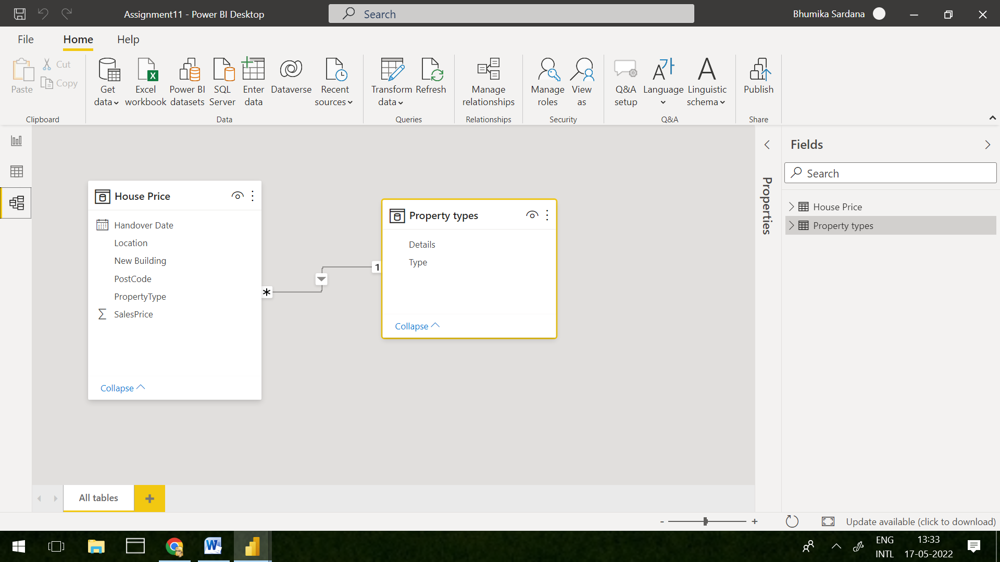 Assignment11 - Power BI Desktop
Search
Bhumika Sardana
File
Home
Help
Paste
Cut
Copy
Clipboard
Get data
Excel workbook
Power BI datasets
SQL Server
Enter data
Dataverse
Recent sources
Data
Transform data
Refresh
Queries
Manage relationships
Relationships
Manage roles
View as
Security
Q&A setup
Language
Linguistic schema
Q&A
Publish
Share
House Price
Handover Date
Location
New Building
PostCode
PropertyType
SalesPrice
Collapse
*
1
Property types
Details
Type
Collapse
Properties
Fields
Search
House Price
Property types
All tables
+
- +
Update available (click to download)
ENG
INTL
13:33
17-05-2022